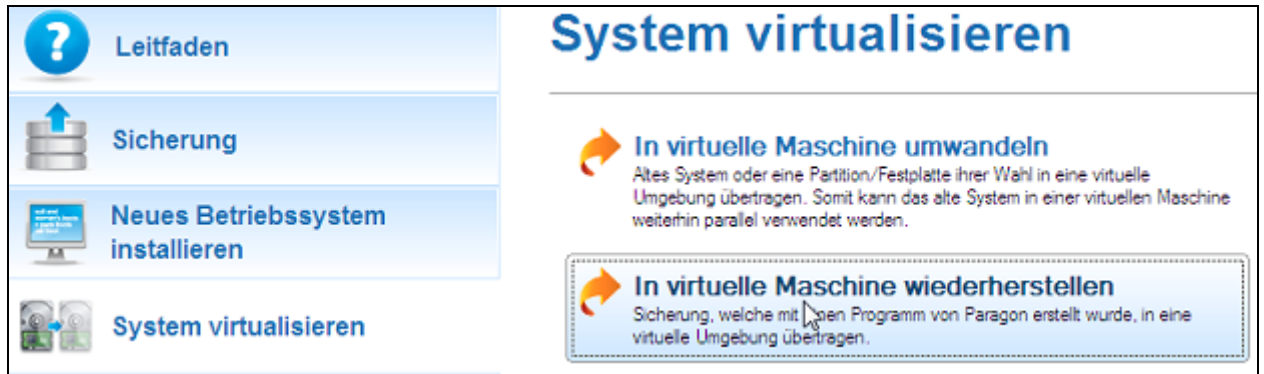 Leitfaden
Sicherung
Neues Betriebssystem
installieren
System virtualisieren
System virtualisieren
In virtuelle Maschine umwandeln
Altes System oder eine Partition/Festplatte ihrer Wahl in eine virtuelle
Umgebung übertragen. Somit kann das alte System in einer virtuellen Maschine
weiterhin parallel verwendet werden.
In virtuelle Maschine wiederherstellen
Sicherung, welche mit Programm von Paragon erstellt wurde, in eine
virtuelle Umgebung übertragen.